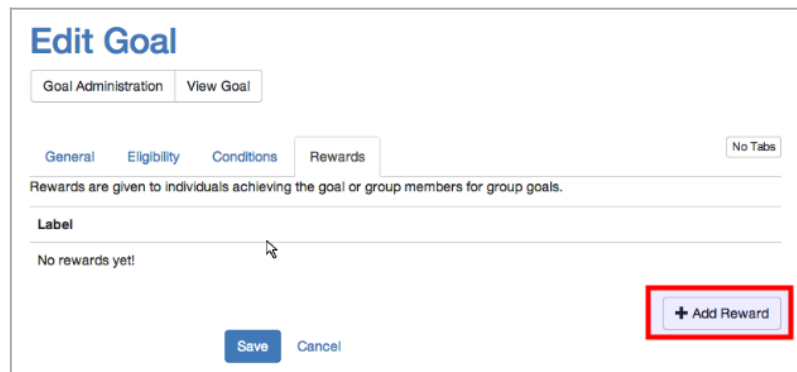 Edit Goal
Goal Administration View Goal
General Eligibility Conditions Rewards No Tabs
Rewards are given to individuals achieving the goal or group members for group goals.
Label
No rewards yet!
+ Add Reward
Save Cancel